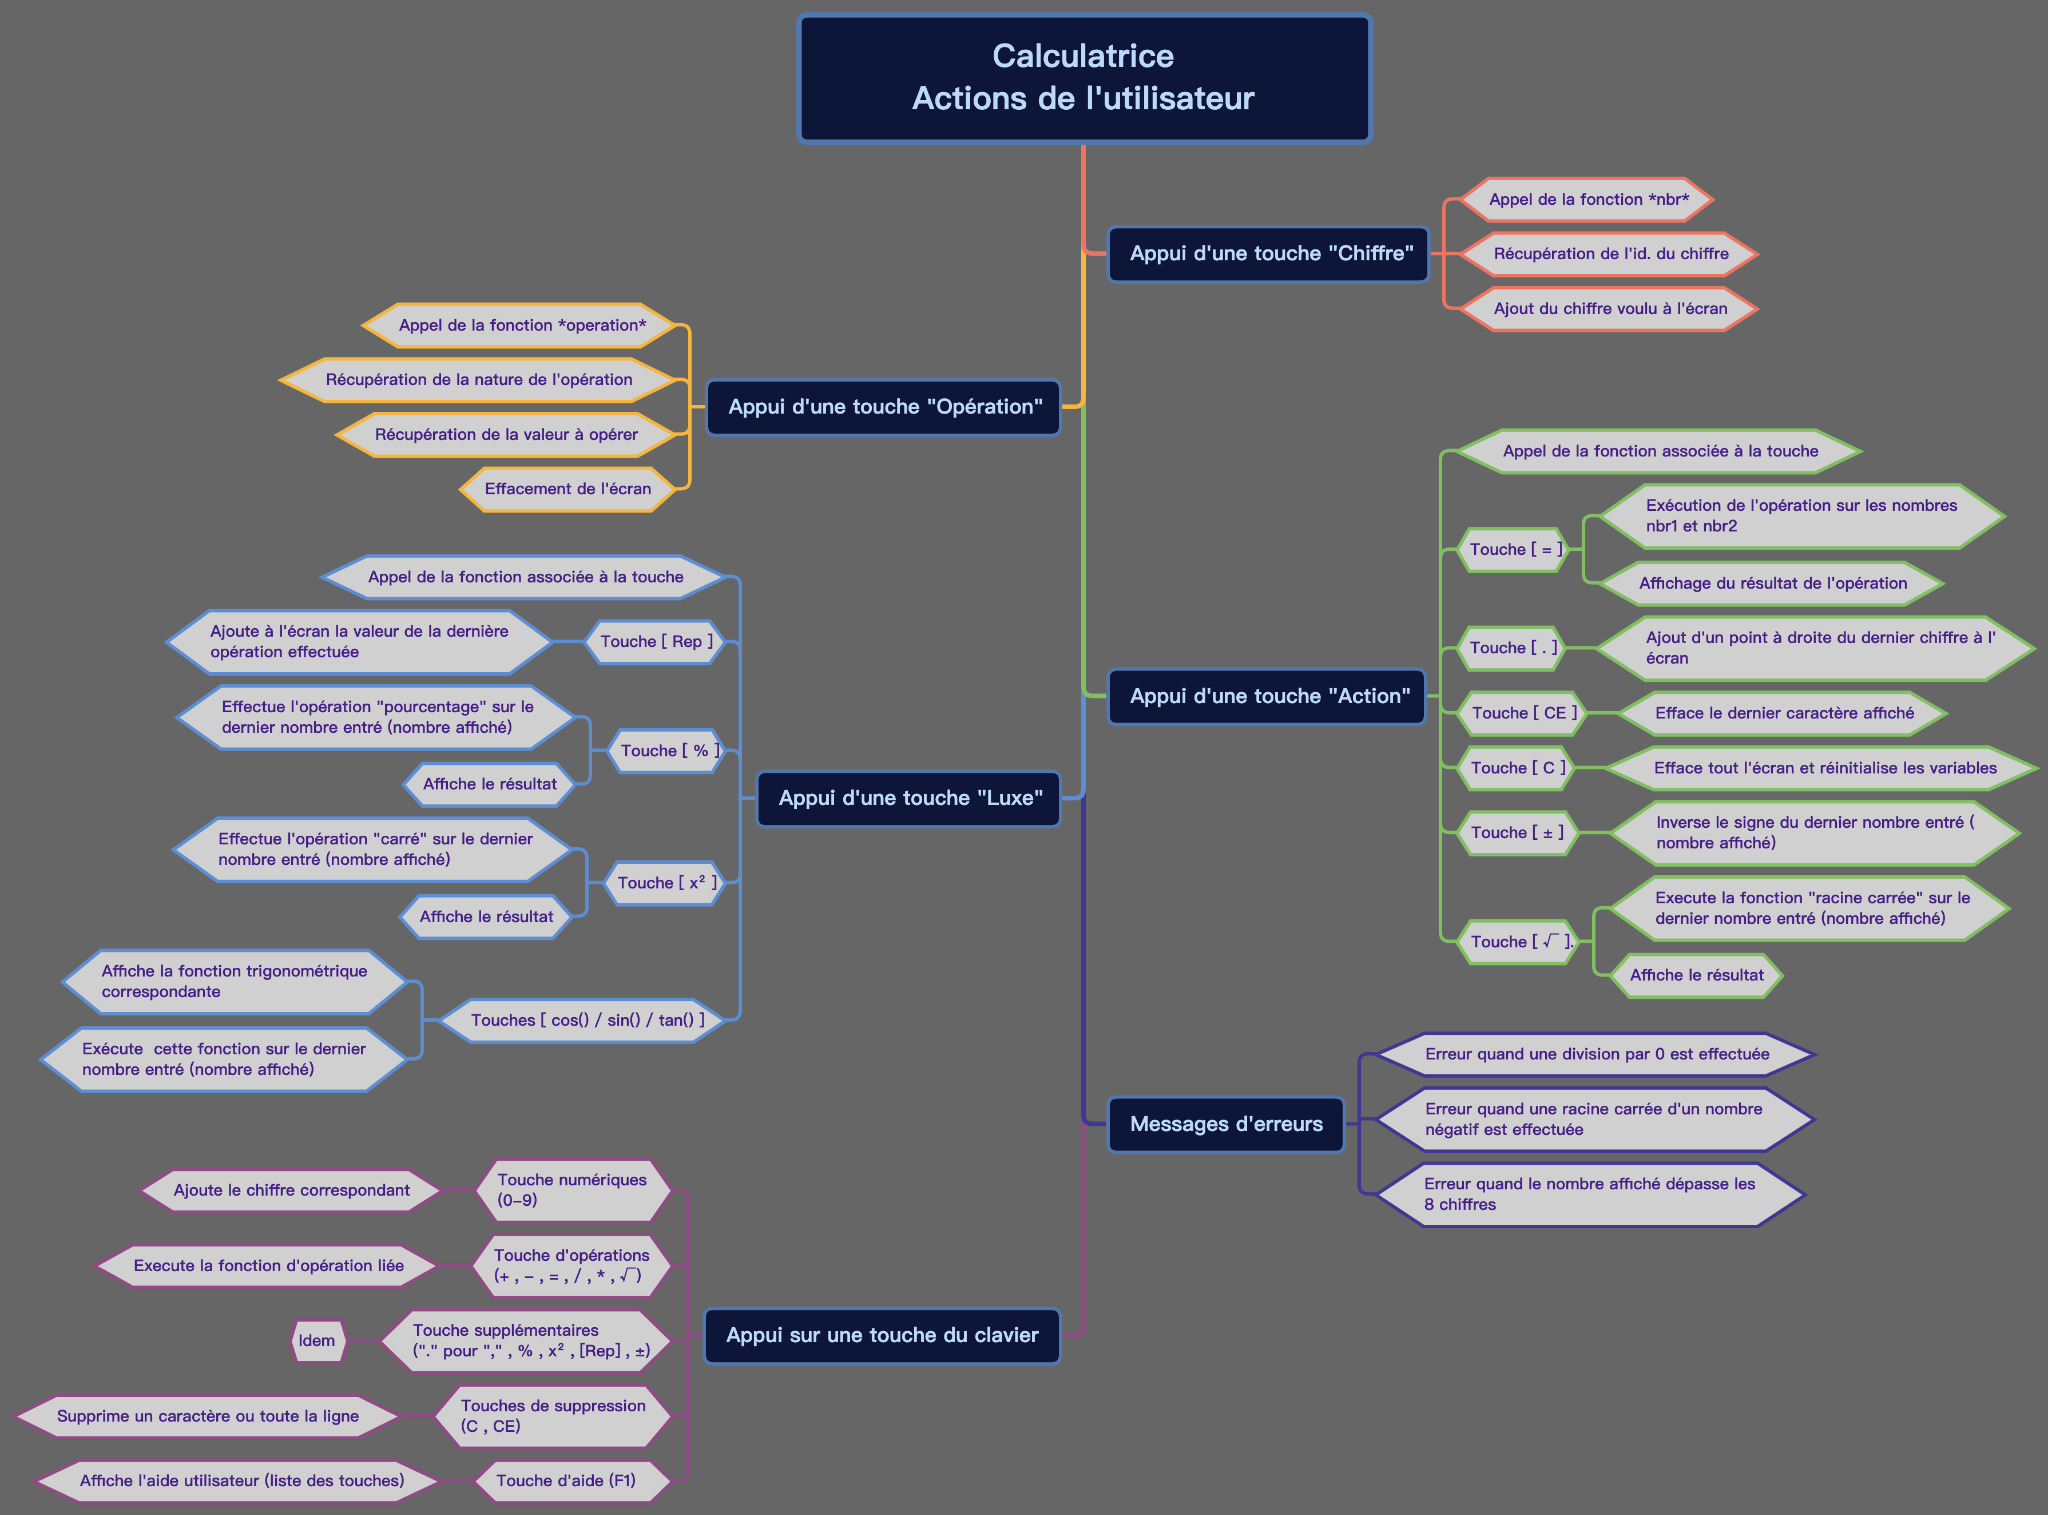 Calculatrice
Actions de l'utilisateur
Appui d'une touche "Chiffre"
Appel de la fonction *nbr*
Récupération de l'id. du chiffre
Ajout du chiffre voulu à l'écran
Appui d'une touche "Opération"
Appel de la fonction *operation*
Récupération de la nature de l'opération
Récupération de la valeur à opérer
Effacement de l'écran
Appui d'une touche "Action"
Appel de la fonction associée à la touche
Touche [ = ]
Exécution de l'opération sur les nombres
nbr1 et nbr2
Affichage du résultat de l'opération
Touche [ . ]
Ajout d'un point à droite du dernier chiffre à l'
écran
Touche [ CE ]
Efface le dernier caractère affiché
Touche [ C ]
Efface tout l'écran et réinitialise les variables
Touche [ ± ]
Inverse le signe du dernier nombre entré (
nombre affiché)
Touche [ √ ].
Execute la fonction "racine carrée" sur le
dernier nombre entré (nombre affiché)
Affiche le résultat
Appui d'une touche "Luxe"
Appel de la fonction associée à la touche
Touche [ Rep ]
Ajoute à l'écran la valeur de la dernière
opération effectuée
Touche [ % ]
Effectue l'opération "pourcentage" sur le
dernier nombre entré (nombre affiché)
Affiche le résultat
Touche [ x² ]
Effectue l'opération "carré" sur le dernier
nombre entré (nombre affiché)
Affiche le résultat
Touches [ cos() / sin() / tan() ]
Affiche la fonction trigonométrique
correspondante
Exécute  cette fonction sur le dernier
nombre entré (nombre affiché)
Messages d'erreurs
Erreur quand une division par 0 est effectuée
Erreur quand une racine carrée d'un nombre
négatif est effectuée
Erreur quand le nombre affiché dépasse les
8 chiffres
Appui sur une touche du clavier
Touche numériques
(0-9)
Ajoute le chiffre correspondant
Touche d'opérations
(+ , - , = , / , * , √)
Execute la fonction d'opération liée
Touche supplémentaires
("." pour "," , % , x² , [Rep] , ±)
Idem
Touches de suppression
(C , CE)
Supprime un caractère ou toute la ligne
Touche d'aide (F1)
Affiche l'aide utilisateur (liste des touches)